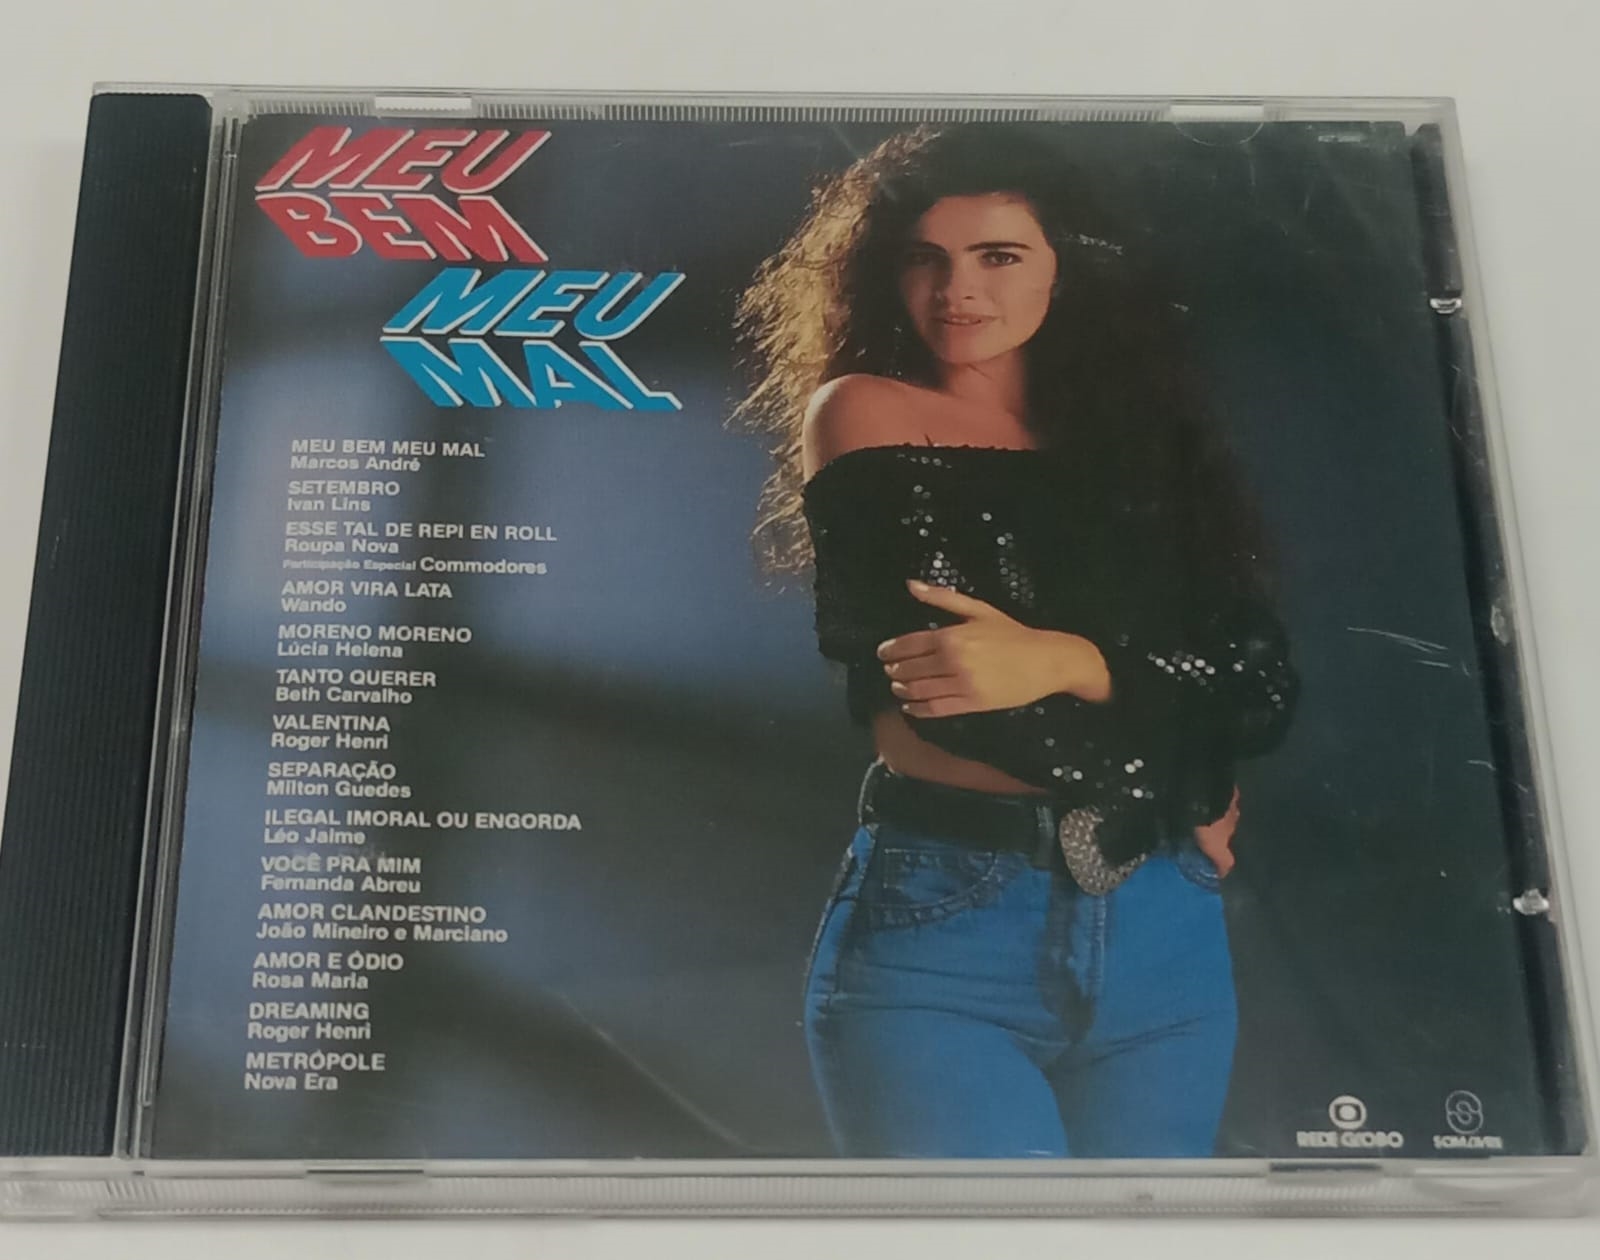 MEU
BEM
MEU
MAL
MEU BEM MEU MAL
Marcos André
SETEMBRO
Ivan Lins
ESSE TAL DE REPI EN ROLL
Roupa Nova
Participação Especial Commodores
AMOR VIRA LATA
Wando
MORENO MORENO
Lúcia Helena
TANTO QUERER
Beth Carvalho
VALENTINA
Roger Henri
SEPARAÇÃO
Milton Guedes
ILEGAL IMORAL OU ENGORDA
Léo Jaime
VOCÊ PRA MIM
Fernanda Abreu
AMOR CLANDESTINO
João Mineiro e Marciano
AMOR E ÓDIO
Rosa Maria
DREAMING
Roger Henri
METRÓPOLE
Nova Era
REDE GLOBO
SOM LIVRE